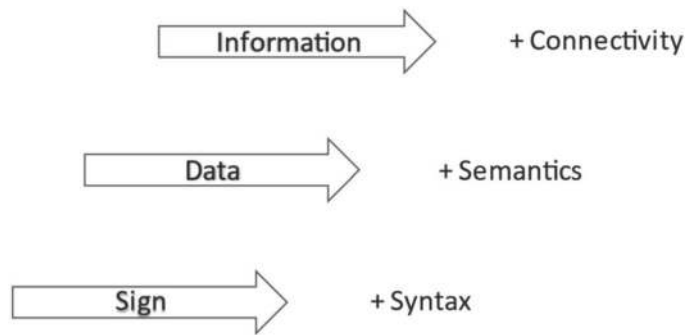 Information + Connectivity
Data + Semantics
Sign + Syntax